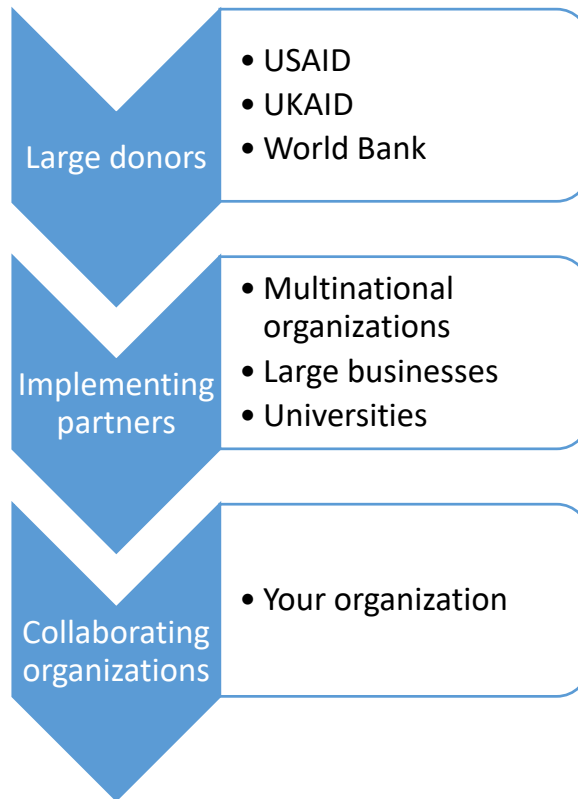 Large donors
• USAID
• UKAID
• World Bank
Implementing
partners
• Multinational
organizations
• Large businesses
• Universities
Collaborating
organizations
• Your organization